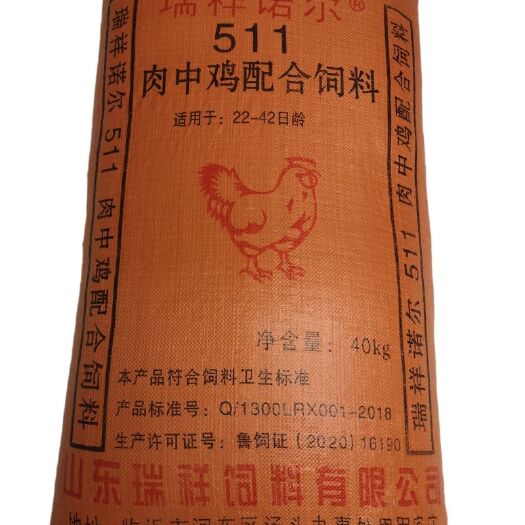 瑞祥诺尔®
511
肉中鸡配合饲料
适用于: 22-42日龄
瑞祥诺尔 511 肉中鸡配合饲料
瑞祥诺尔 511 肉中鸡配合饲料
净含量: 40kg
本产品符合饲料卫生标准
产品标准号: Q/1300LRX001-2018
生产许可证号: 鲁饲证 (2020) 16190
山东瑞祥饲料有限公司